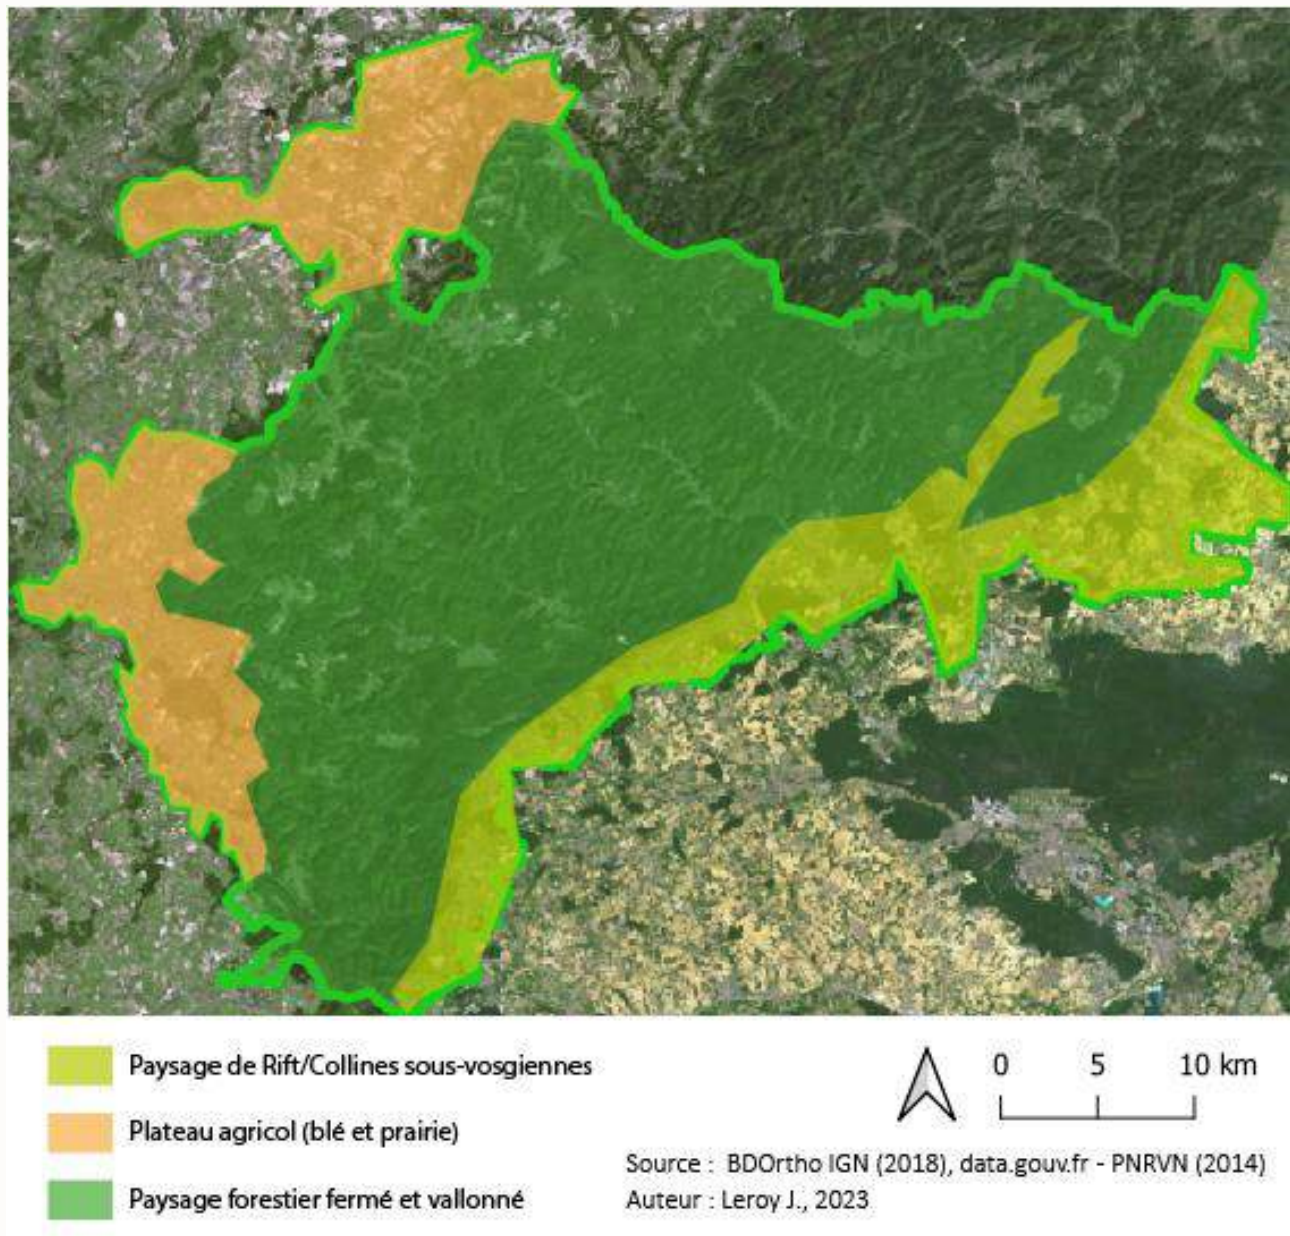 Paysage de Rift/Collines sous-vosgiennes
Plateau agricol (blé et prairie)
Paysage forestier fermé et vallonné
0 5 10 km
Source : BDOrtho IGN (2018), data.gouv.fr - PNRVN (2014)
Auteur : Leroy J., 2023